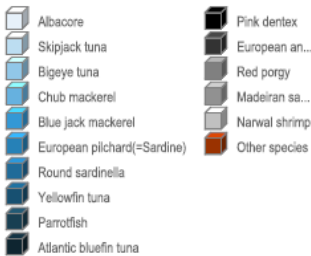 Albacore
Skipjack tuna
Bigeye tuna
Chub mackerel
Blue jack mackerel
European pilchard(=Sardine)
Round sardinella
Yellowfin tuna
Parrotfish
Atlantic bluefin tuna
Pink dentex
European an...
Red porgy
Madeiran sa...
Narwal shrimp
Other species